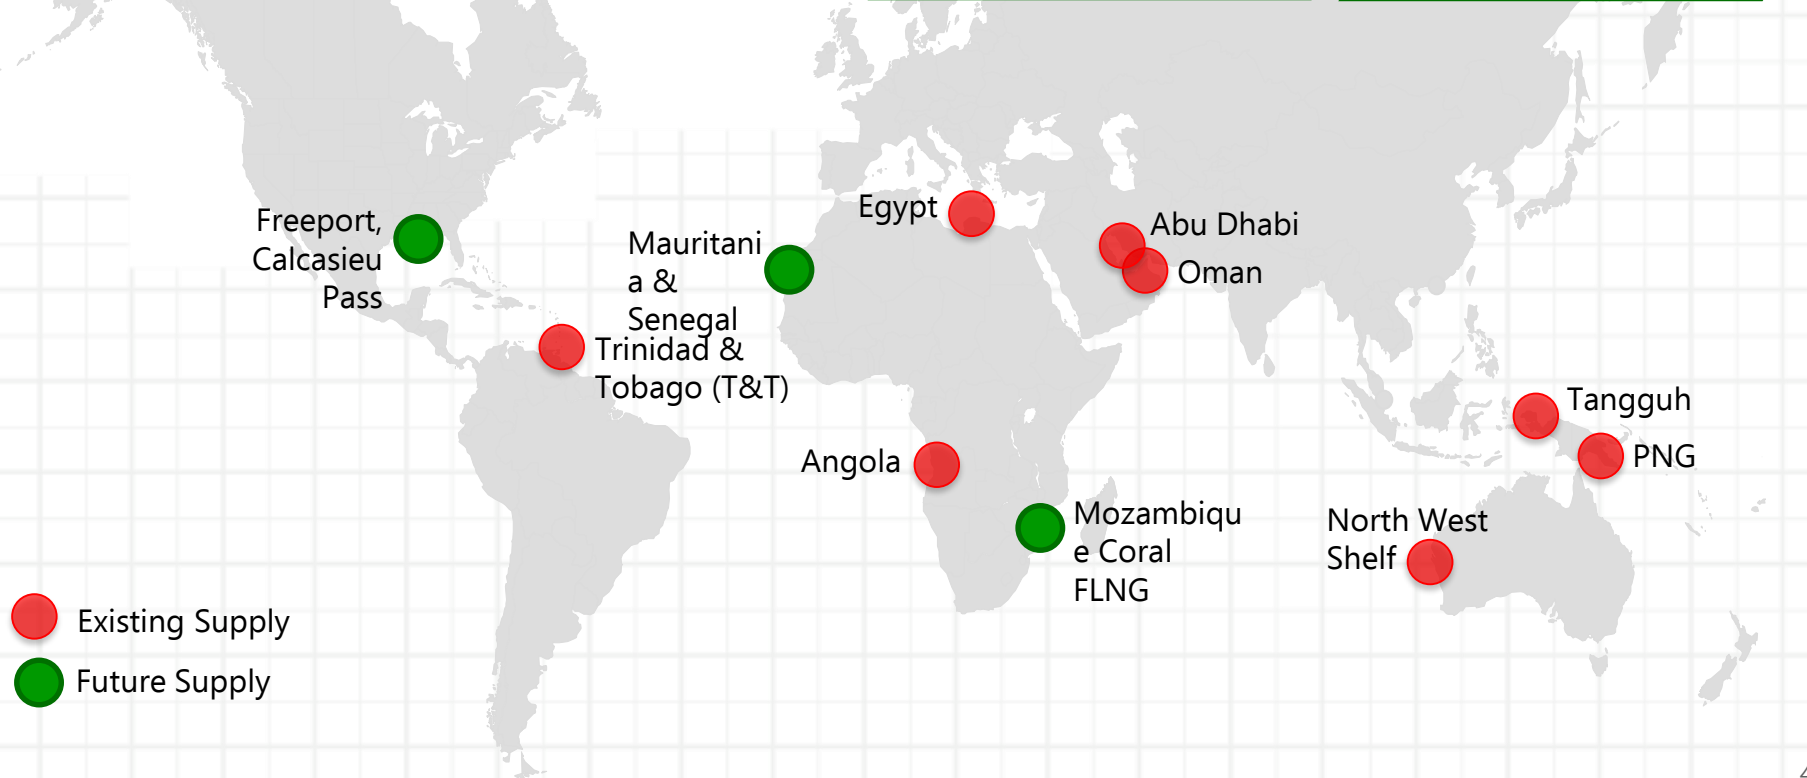 Freeport,
Calcasieu
Pass
Mauritani
a &
Senegal
Trinidad &
Tobago (T&T)
Egypt
Abu Dhabi
Oman
Angola
Mozambiqu
e Coral
FLNG
Tangguh
PNG
North West
Shelf
Existing Supply
Future Supply